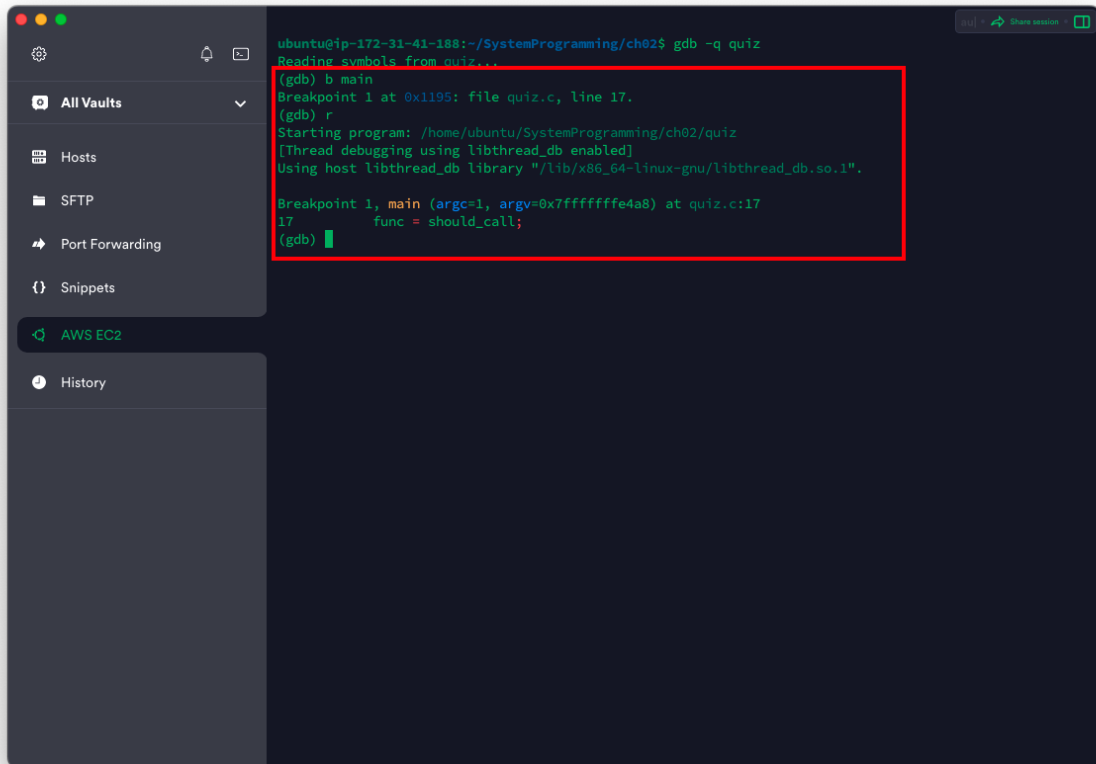 Share session
All Vaults
Hosts
SFTP
Port Forwarding
Snippets
AWS EC2
History
ubuntu@ip-172-31-41-188:~/SystemProgramming/ch02$ gdb -q quiz
Reading symbols from quiz...
(gdb) b main
Breakpoint 1 at 0x1195: file quiz.c, line 17.
(gdb) r
Starting program: /home/ubuntu/SystemProgramming/ch02/quiz
[Thread debugging using libthread_db enabled]
Using host libthread_db library "/lib/x86_64-linux-gnu/libthread_db.so.1".
Breakpoint 1, main (argc=1, argv=0x7fffffffe4a8) at quiz.c:17
17 func = should_call;
(gdb)